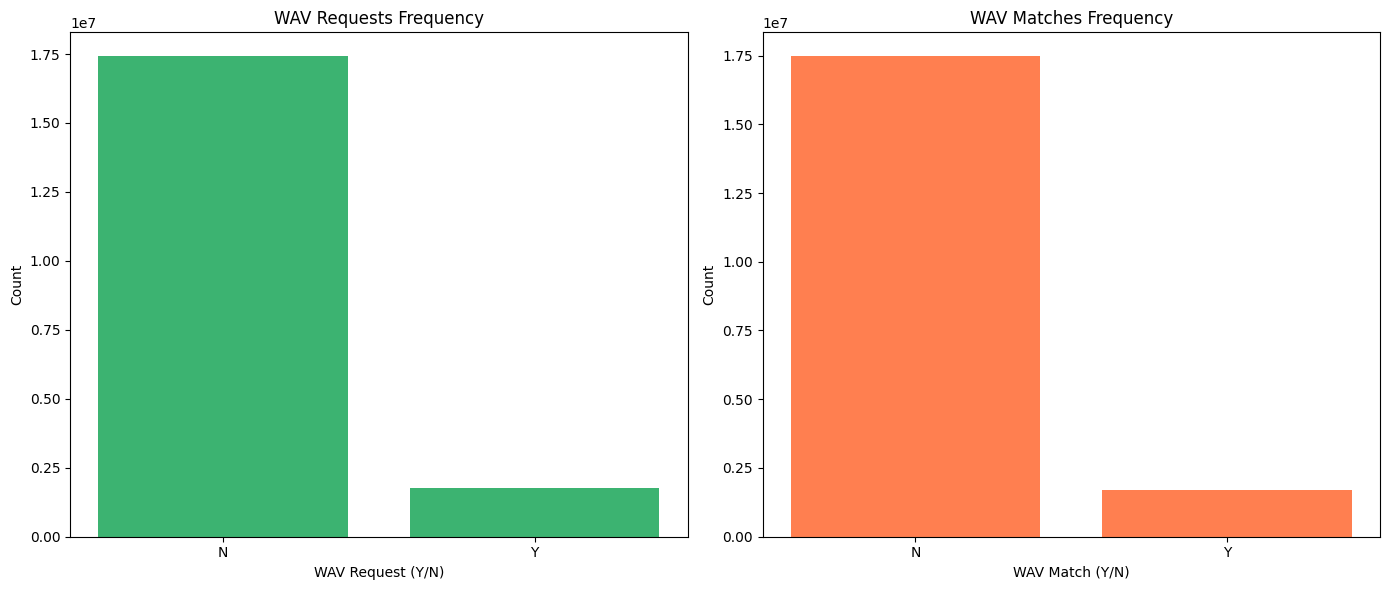 WAV Requests Frequency
1e7
1.75
1.50
1.25
1.00
0.75
0.50
0.25
0.00
Count
N Y
WAV Request (Y/N)
WAV Matches Frequency
1e7
1.75
1.50
1.25
1.00
0.75
0.50
0.25
0.00
Count
N Y
WAV Match (Y/N)